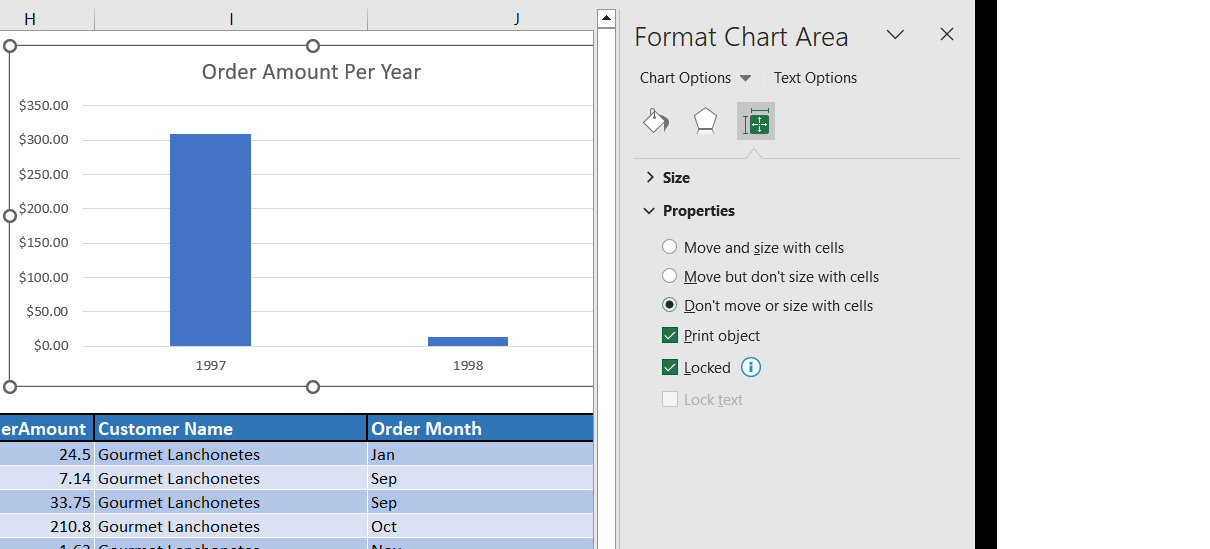 H I J
Order Amount Per Year
$350.00
$300.00
$250.00
$200.00
$150.00
$100.00
$50.00
$0.00
1997 1998
erAmount Customer Name Order Month
24.5 Gourmet Lanchonetes Jan
7.14 Gourmet Lanchonetes Sep
33.75 Gourmet Lanchonetes Sep
210.8 Gourmet Lanchonetes Oct
Format Chart Area
Chart Options Text Options
Size
Properties
Move and size with cells
Move but don't size with cells
Don't move or size with cells
Print object
Locked
Lock text